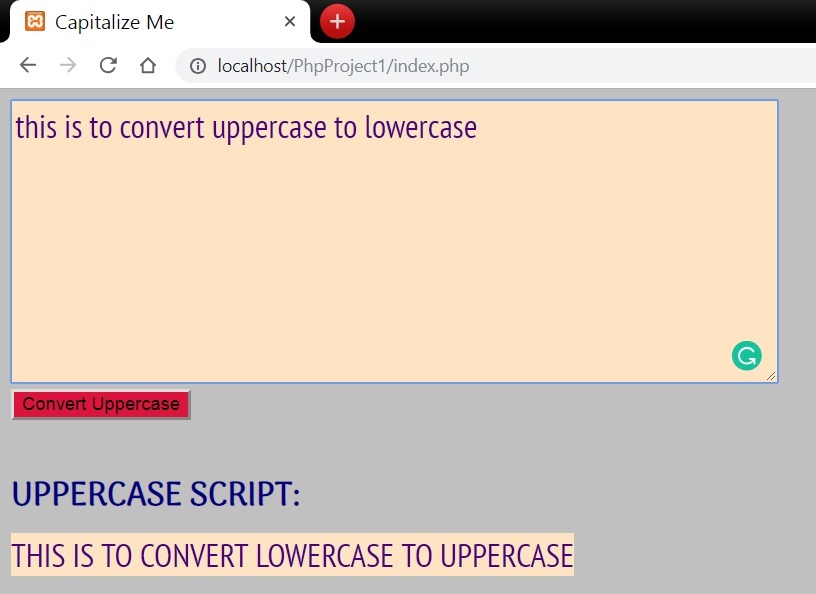 Capitalize Me
localhost/PhpProject1/index.php
this is to convert uppercase to lowercase
Convert Uppercase
UPPERCASE SCRIPT:
THIS IS TO CONVERT LOWERCASE TO UPPERCASE